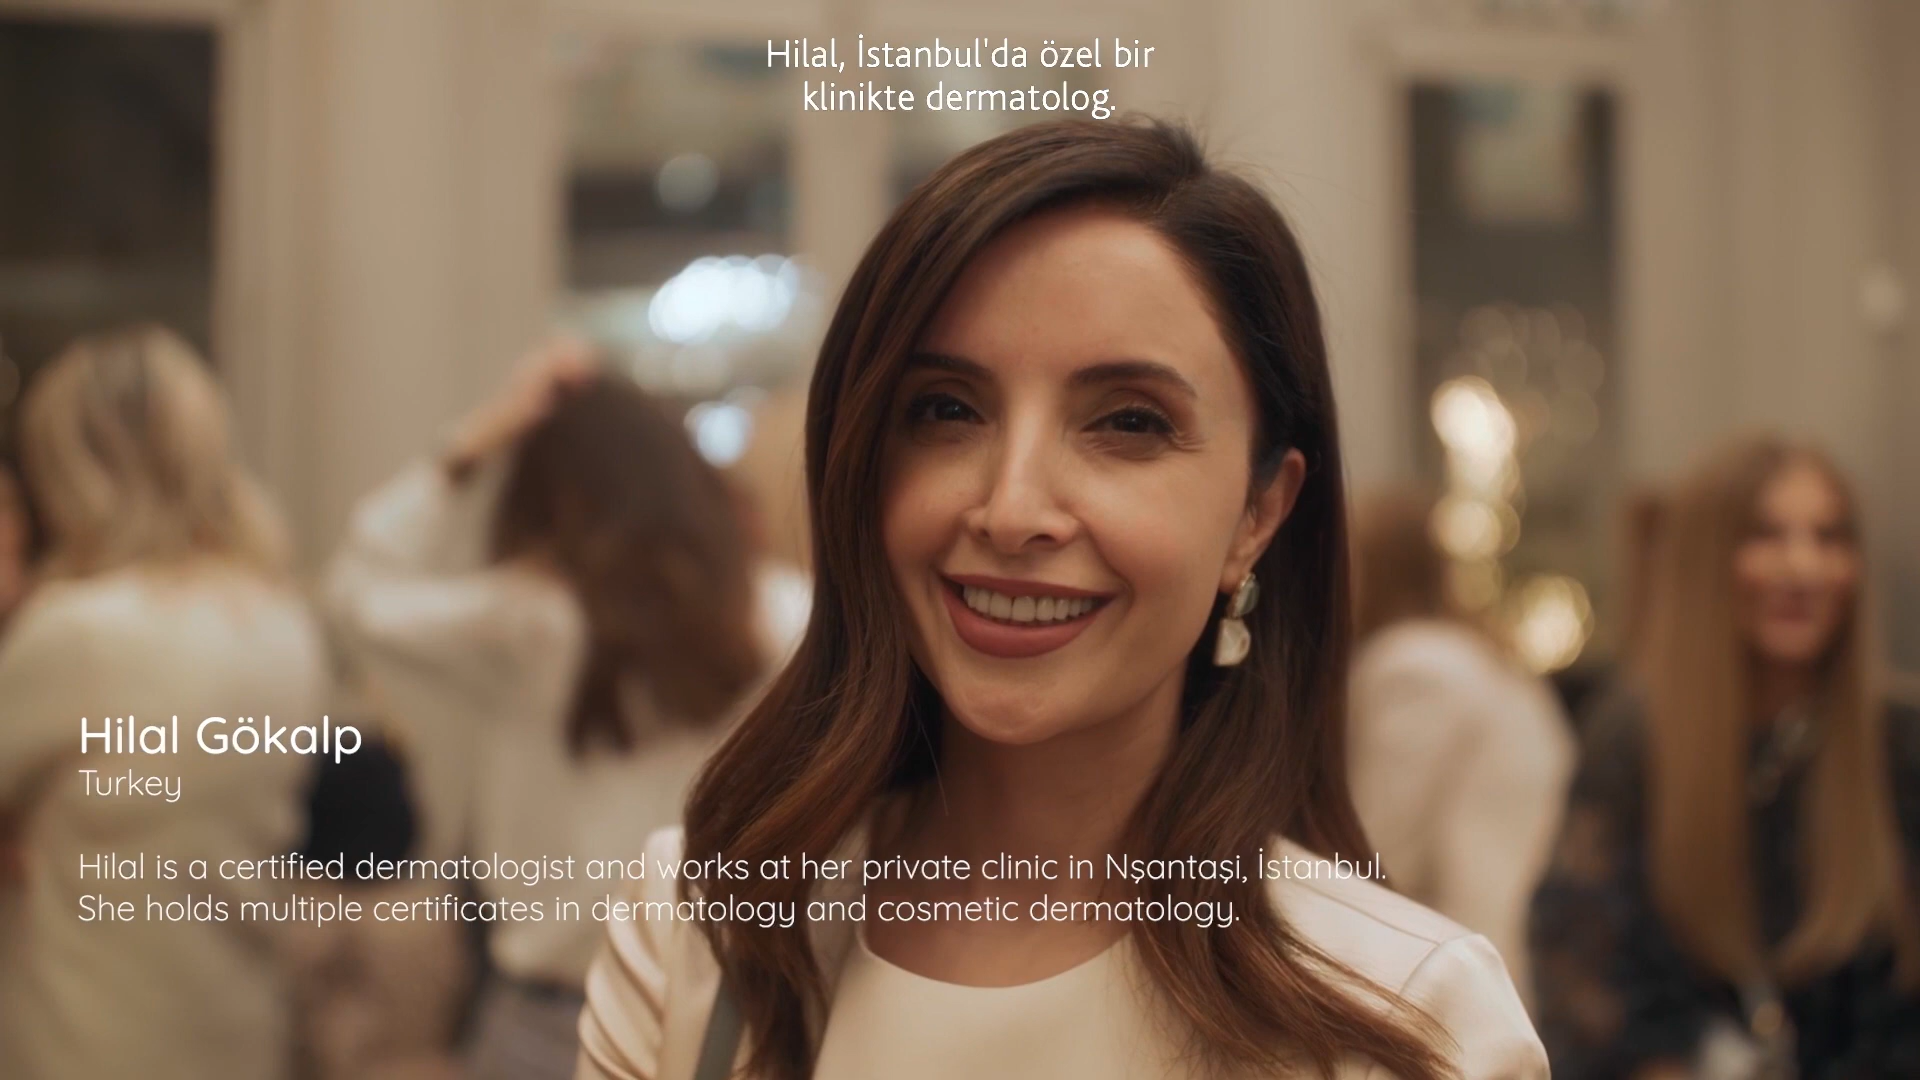 Hilal, İstanbul'da özel bir
klinikte dermatolog.
Hilal Gökalp
Turkey
Hilal is a certified dermatologist and works at her private clinic in Nşantaşi, İstanbul.
She holds multiple certificates in dermatology and cosmetic dermatology.